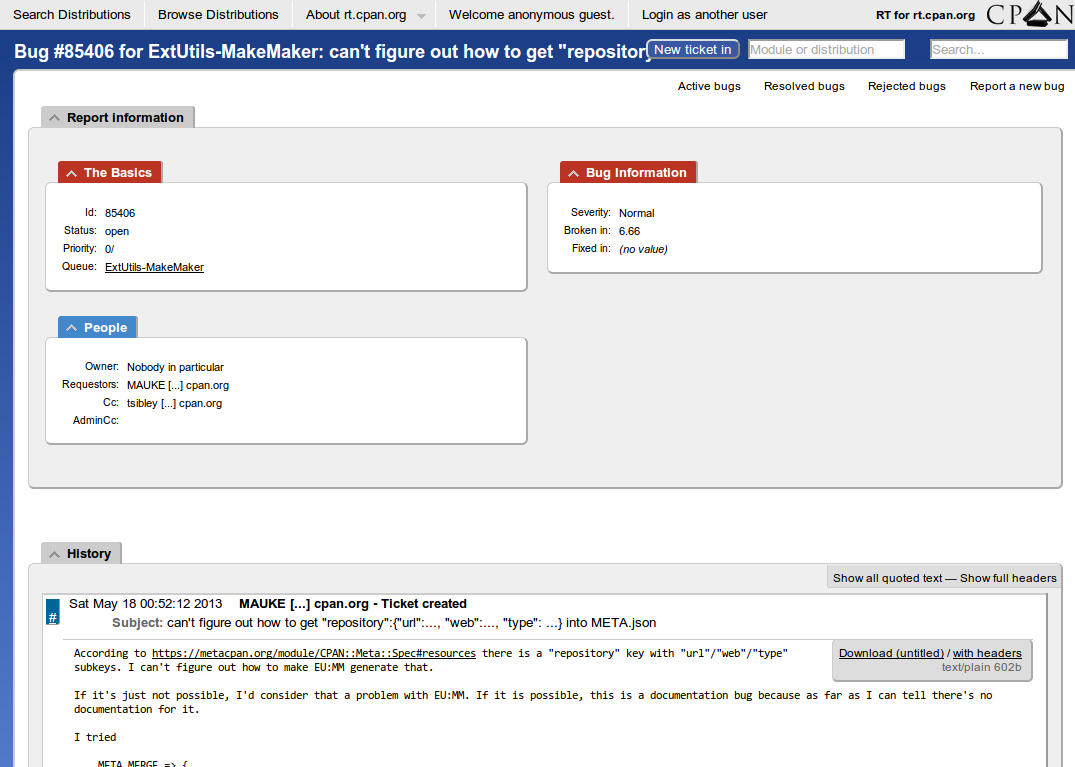 Search Distributions Browse Distributions About rt.cpan.org Welcome anonymous guest. Login as another user RT for rt.cpan.org CPAN
Bug #85406 for ExtUtils-MakeMaker: can't figure out how to get "repository New ticket in Module or distribution Search...
Active bugs Resolved bugs Rejected bugs Report a new bug
Report information
The Basics
Id: 85406
Status: open
Priority: 0/
Queue: ExtUtils-MakeMaker
Bug Information
Severity: Normal
Broken in: 6.66
Fixed in: (no value)
People
Owner: Nobody in particular
Requestors: MAUKE [...] cpan.org
Cc: tsibley [...] cpan.org
AdminCc:
History
Show all quoted text — Show full headers
# Sat May 18 00:52:12 2013 MAUKE [...] cpan.org - Ticket created
Subject: can't figure out how to get "repository":{"url":..., "web":..., "type": ...} into META.json
Download (untitled) / with headers
text/plain 602b
According to https://metacpan.org/module/CPAN::Meta::Spec#resources there is a "repository" key with "url"/"web"/"type"
subkeys. I can't figure out how to make EU:MM generate that.
If it's just not possible, I'd consider that a problem with EU:MM. If it is possible, this is a documentation bug because as far as I can tell there's no
documentation for it.
I tried
META_MERGE => {